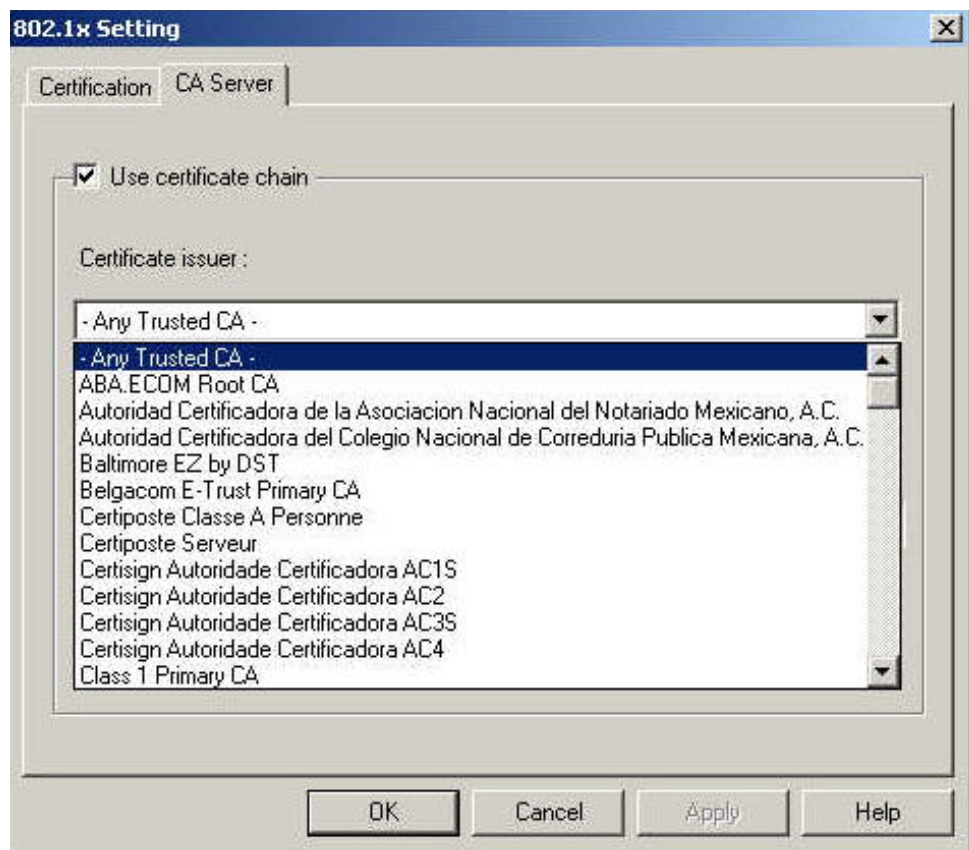 802.1x Setting
Certification
CA Server
Use certificate chain
Certificate issuer :
- Any Trusted CA -
- Any Trusted CA -
ABA.ECOM Root CA
Autoridad Certificadora de la Asociacion Nacional del Notariado Mexicano, A.C.
Autoridad Certificadora del Colegio Nacional de Correduria Publica Mexicana, A.C.
Baltimore EZ by DST
Belgacom E-Trust Primary CA
Certiposte Classe A Personne
Certiposte Serveur
Certisign Autoridade Certificadora AC1S
Certisign Autoridade Certificadora AC2
Certisign Autoridade Certificadora AC3S
Certisign Autoridade Certificadora AC4
Class 1 Primary CA
OK
Cancel
Apply
Help